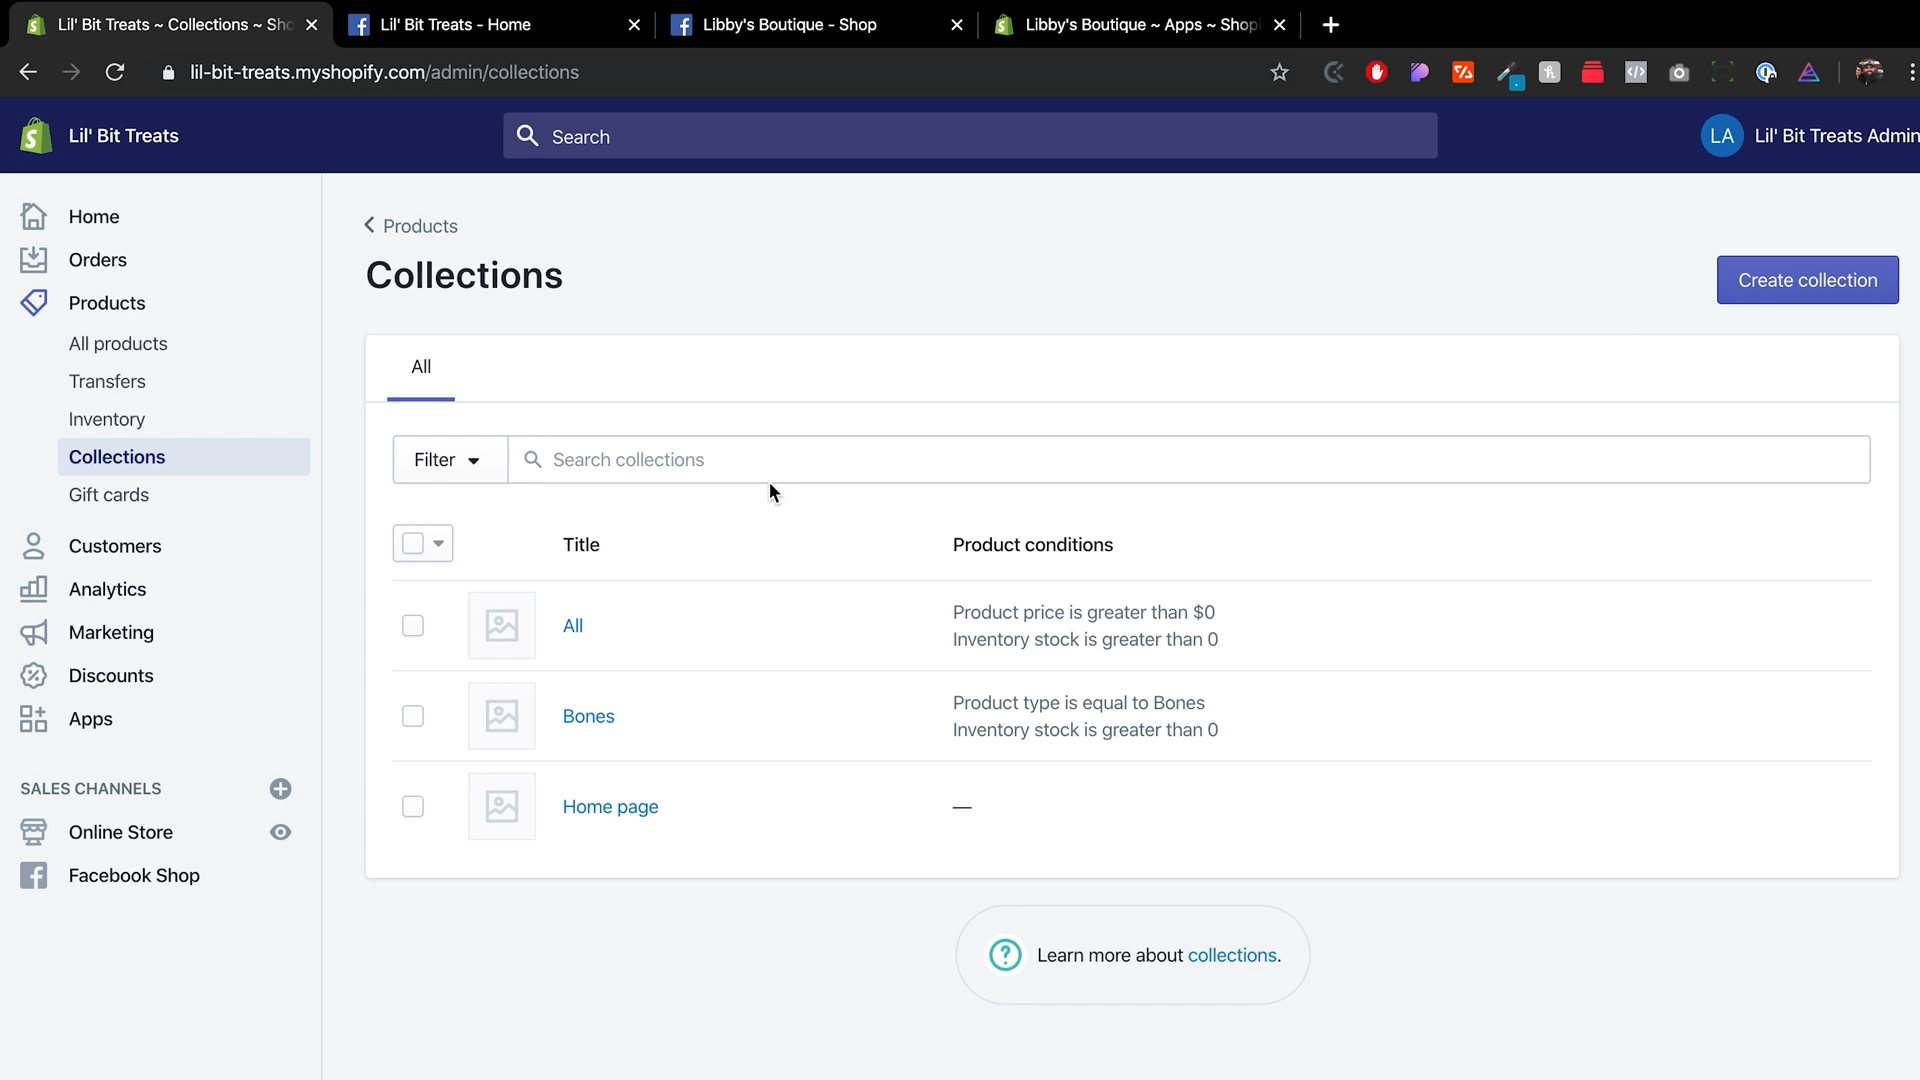 Lil' Bit Treats ~ Collections ~ Sho
Lil' Bit Treats - Home
Libby's Boutique - Shop
Libby's Boutique ~ Apps ~ Shopi
lil-bit-treats.myshopify.com/admin/collections
Lil' Bit Treats
Search
LA
Lil' Bit Treats Admin
Home
Orders
Products
All products
Transfers
Inventory
Collections
Gift cards
Customers
Analytics
Marketing
Discounts
Apps
SALES CHANNELS
Online Store
Facebook Shop
Products
Collections
Create collection
All
Filter
Search collections
Title
Product conditions
All
Product price is greater than $0
Inventory stock is greater than 0
Bones
Product type is equal to Bones
Inventory stock is greater than 0
Home page
—
Learn more about collections.